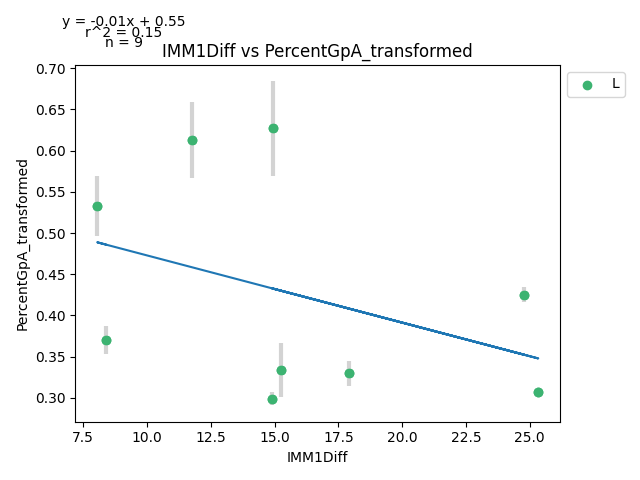 y = -0.01x + 0.55
r^2 = 0.15
n = 9
IMM1Diff vs PercentGpA_transformed
L
PercentGpA_transformed
0.70
0.65
0.60
0.55
0.50
0.45
0.40
0.35
0.30
7.5 10.0 12.5 15.0 17.5 20.0 22.5 25.0
IMM1Diff